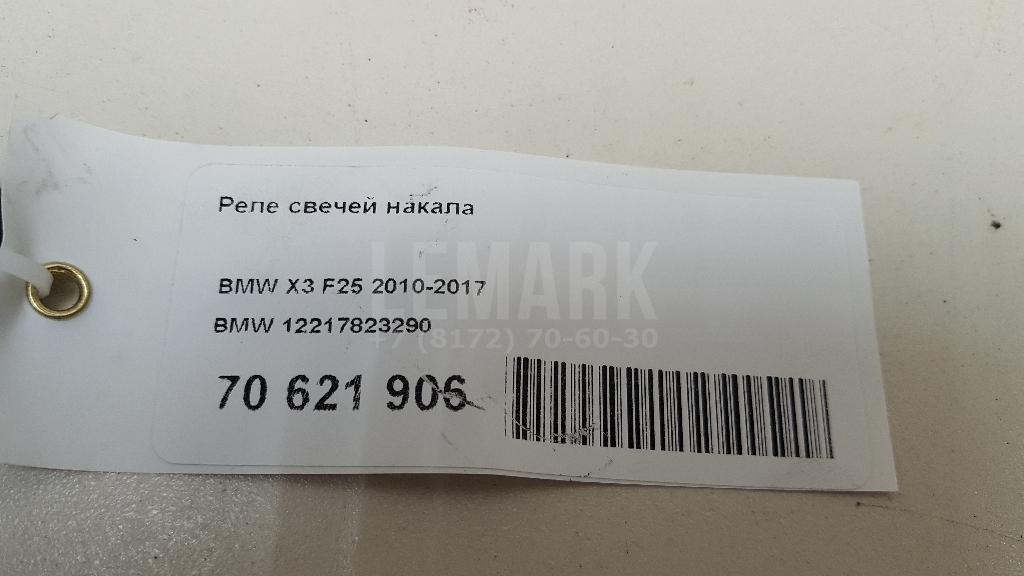 Реле свечей накала
LEMARK
BMW X3 F25 2010-2017
BMW 12217823290
+7 (8172) 70-60-30
70 621 906